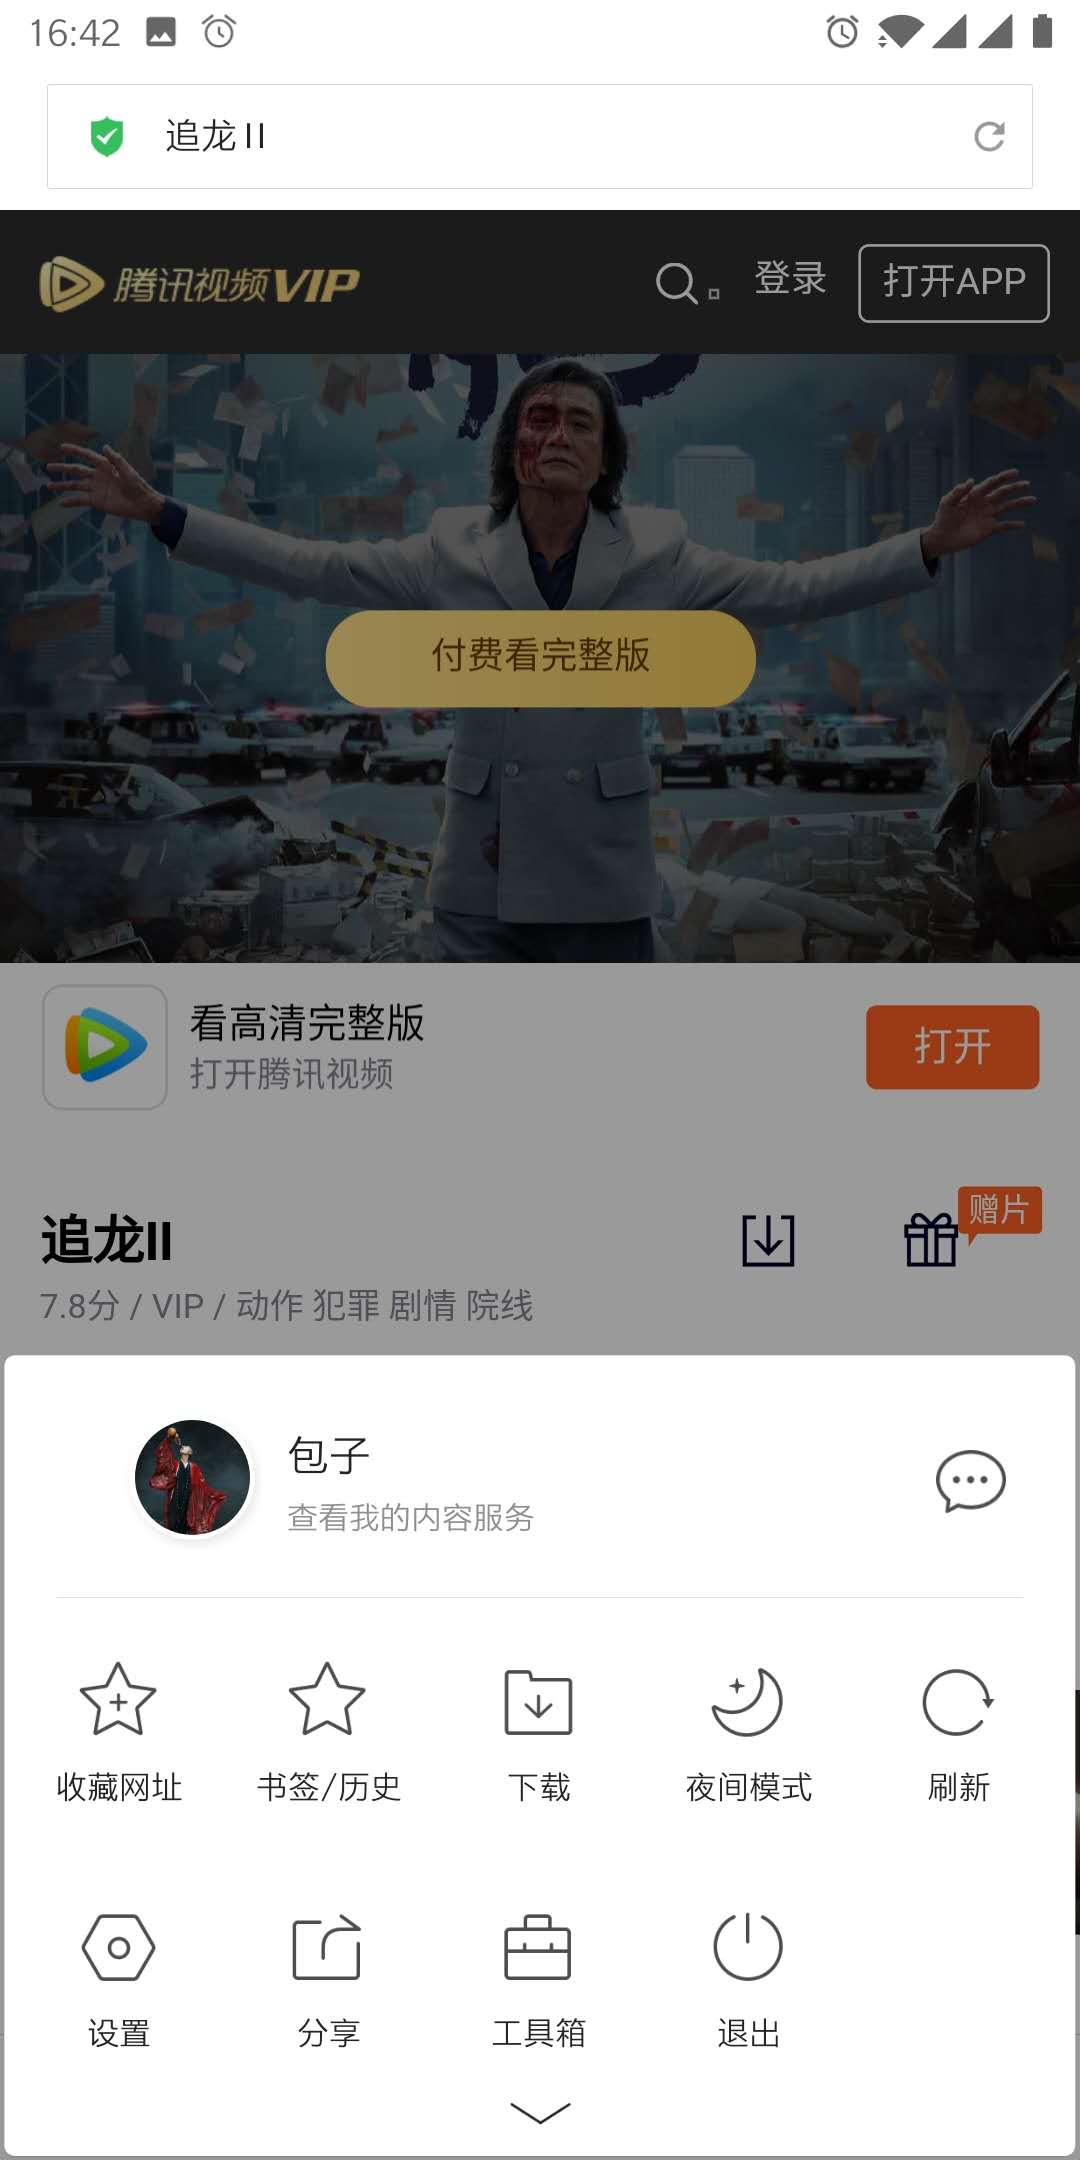 16:42
追龙II
腾讯视频VIP
登录
打开APP
付费看完整版
看高清完整版
打开腾讯视频
打开
追龙II
赠片
7.8分 / VIP / 动作 犯罪 剧情 院线
包子
查看我的内容服务
收藏网址
书签/历史
下载
夜间模式
刷新
设置
分享
工具箱
退出